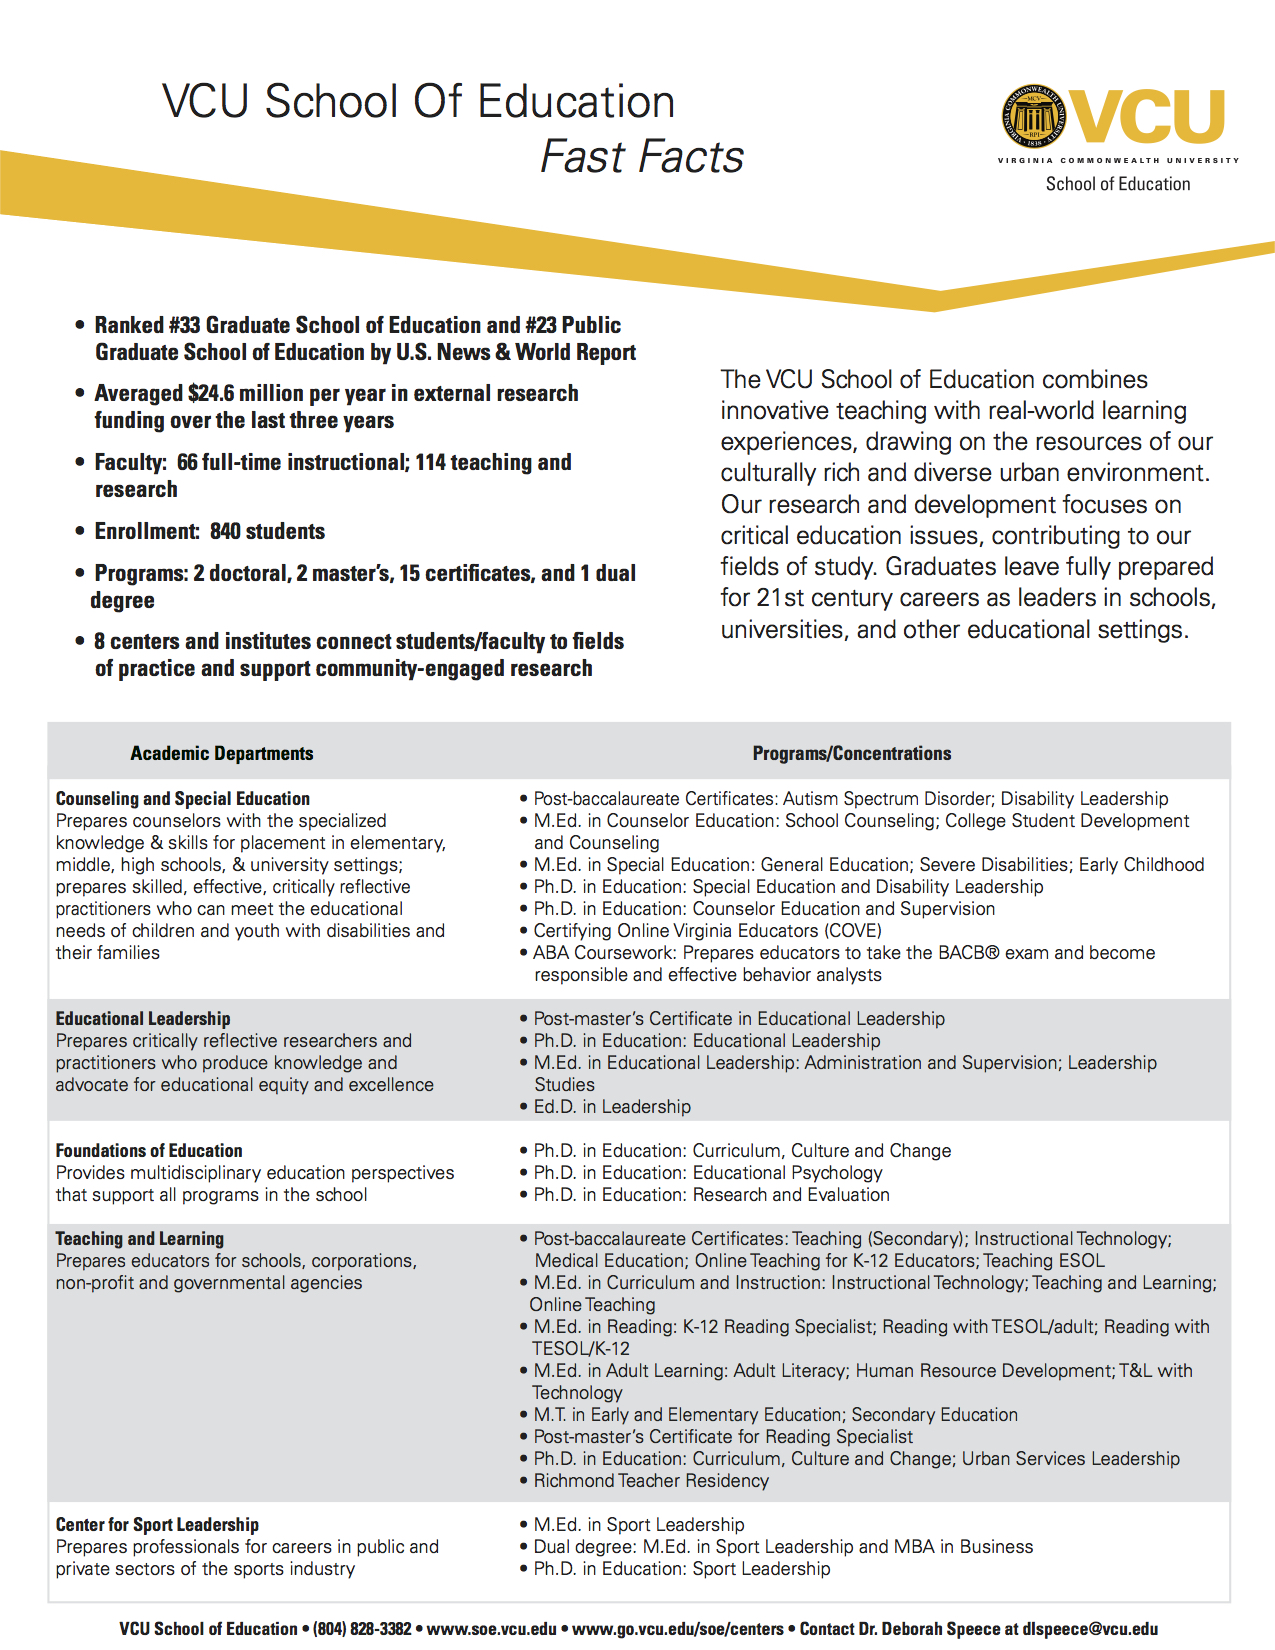 VCU School Of Education
Fast Facts
VIRGINIA COMMONWEALTH UNIVERSITY
MCV
RPI
1838
VCU
VIRGINIA COMMONWEALTH UNIVERSITY
School of Education
• Ranked #33 Graduate School of Education and #23 Public
Graduate School of Education by U.S. News & World Report
• Averaged $24.6 million per year in external research
funding over the last three years
• Faculty: 66 full-time instructional; 114 teaching and
research
• Enrollment: 840 students
• Programs: 2 doctoral, 2 master's, 15 certificates, and 1 dual
degree
• 8 centers and institutes connect students/faculty to fields
of practice and support community-engaged research
The VCU School of Education combines
innovative teaching with real-world learning
experiences, drawing on the resources of our
culturally rich and diverse urban environment.
Our research and development focuses on
critical education issues, contributing to our
fields of study. Graduates leave fully prepared
for 21st century careers as leaders in schools,
universities, and other educational settings.
Academic Departments
Programs/Concentrations
Counseling and Special Education
Prepares counselors with the specialized
knowledge & skills for placement in elementary,
middle, high schools, & university settings;
prepares skilled, effective, critically reflective
practitioners who can meet the educational
needs of children and youth with disabilities and
their families
• Post-baccalaureate Certificates: Autism Spectrum Disorder; Disability Leadership
• M.Ed. in Counselor Education: School Counseling; College Student Development
and Counseling
• M.Ed. in Special Education: General Education; Severe Disabilities; Early Childhood
• Ph.D. in Education: Special Education and Disability Leadership
• Ph.D. in Education: Counselor Education and Supervision
• Certifying Online Virginia Educators (COVE)
• ABA Coursework: Prepares educators to take the BACB® exam and become
responsible and effective behavior analysts
Educational Leadership
Prepares critically reflective researchers and
practitioners who produce knowledge and
advocate for educational equity and excellence
• Post-master's Certificate in Educational Leadership
• Ph.D. in Education: Educational Leadership
• M.Ed. in Educational Leadership: Administration and Supervision; Leadership
Studies
• Ed.D. in Leadership
Foundations of Education
Provides multidisciplinary education perspectives
that support all programs in the school
• Ph.D. in Education: Curriculum, Culture and Change
• Ph.D. in Education: Educational Psychology
• Ph.D. in Education: Research and Evaluation
Teaching and Learning
Prepares educators for schools, corporations,
non-profit and governmental agencies
• Post-baccalaureate Certificates: Teaching (Secondary); Instructional Technology;
Medical Education; Online Teaching for K-12 Educators; Teaching ESOL
• M.Ed. in Curriculum and Instruction: Instructional Technology; Teaching and Learning;
Online Teaching
• M.Ed. in Reading: K-12 Reading Specialist; Reading with TESOL/adult; Reading with
TESOL/K-12
• M.Ed. in Adult Learning: Adult Literacy; Human Resource Development; T&L with
Technology
• M.T. in Early and Elementary Education; Secondary Education
• Post-master's Certificate for Reading Specialist
• Ph.D. in Education: Curriculum, Culture and Change; Urban Services Leadership
• Richmond Teacher Residency
Center for Sport Leadership
Prepares professionals for careers in public and
private sectors of the sports industry
• M.Ed. in Sport Leadership
• Dual degree: M.Ed. in Sport Leadership and MBA in Business
• Ph.D. in Education: Sport Leadership
VCU School of Education • (804) 828-3382 • www.soe.vcu.edu • www.go.vcu.edu/soe/centers • Contact Dr. Deborah Speece at dlspeece@vcu.edu